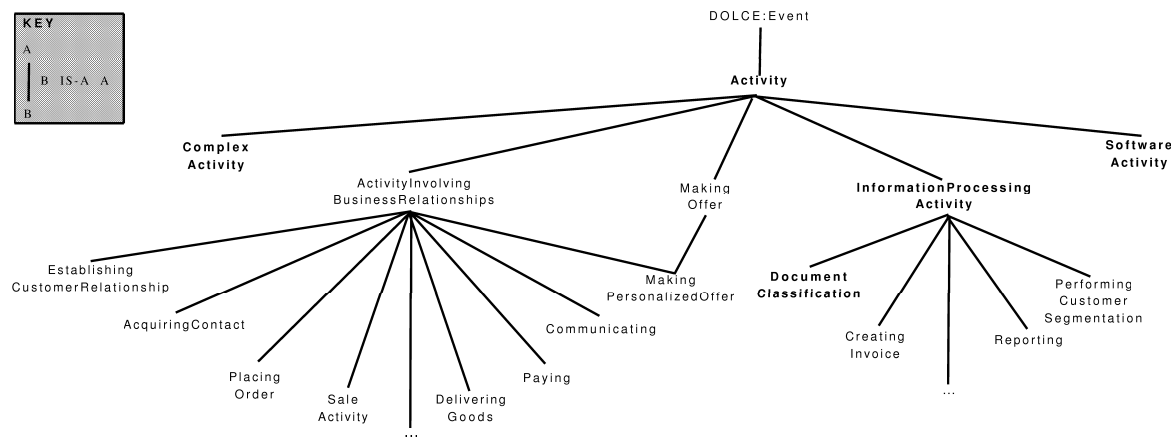 KEY
A
B IS-A A
B
DOLCE:Event
Activity
Complex
Activity
Software
Activity
ActivityInvolving
BusinessRelationships
Making
Offer
InformationProcessing
Activity
Establishing
CustomerRelationship
Making
PersonalizedOffer
Document
Classification
Performing
Customer
Segmentation
AcquiringContact
Communicating
Creating
Invoice
Reporting
Placing
Order
Sale
Activity
Delivering
Goods
Paying
...
...